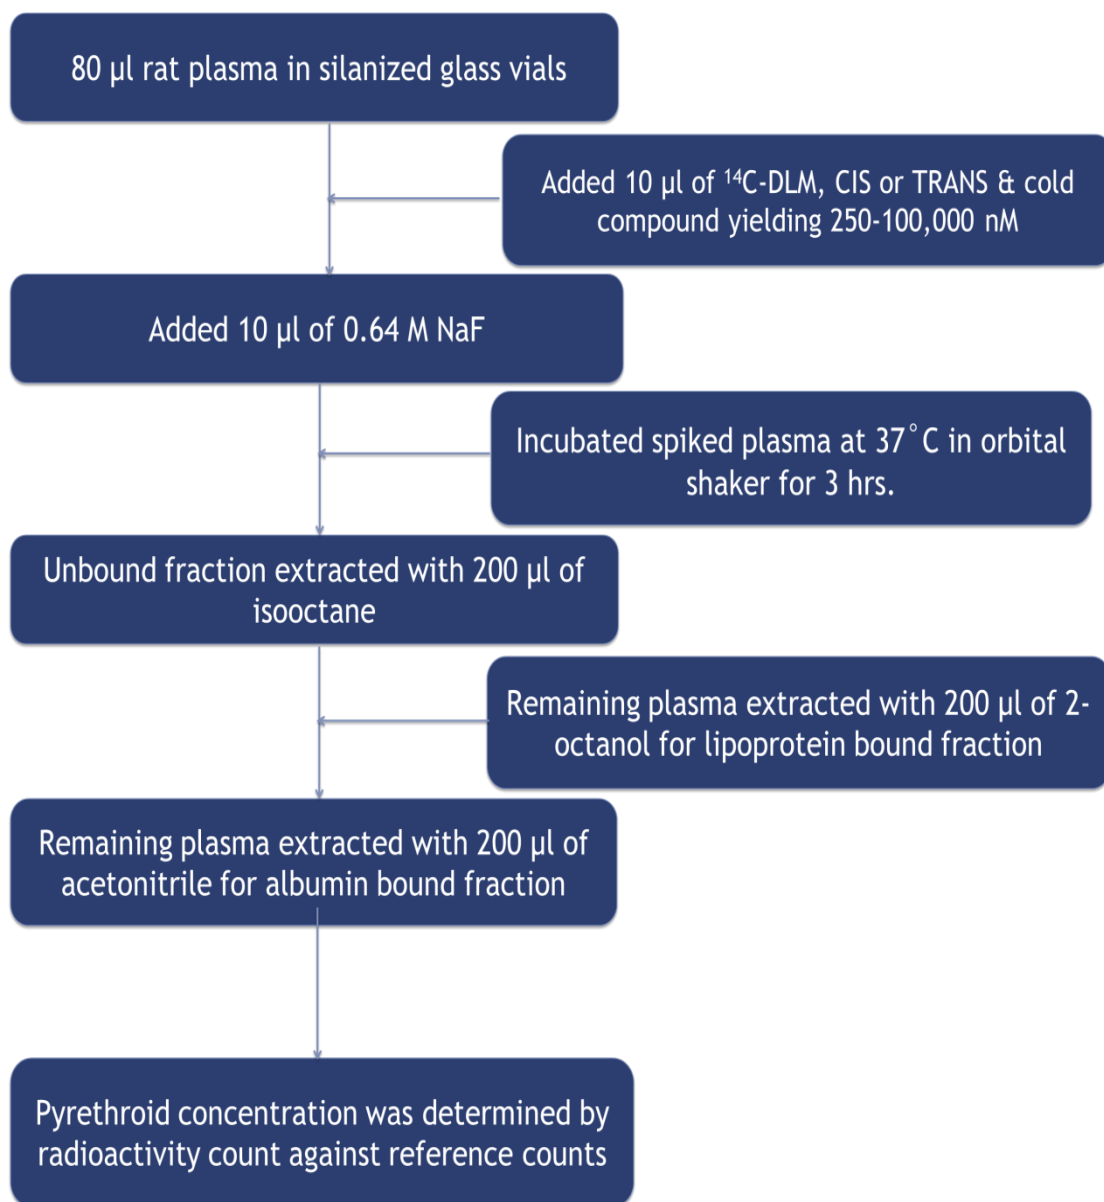 80 µl rat plasma in silanized glass vials
Added 10 µl of ¹⁴C-DLM, CIS or TRANS & cold
compound yielding 250-100,000 nM
Added 10 µl of 0.64 M NaF
Incubated spiked plasma at 37°C in orbital
shaker for 3 hrs.
Unbound fraction extracted with 200 µl of
isooctane
Remaining plasma extracted with 200 µl of 2-
octanol for lipoprotein bound fraction
Remaining plasma extracted with 200 µl of
acetonitrile for albumin bound fraction
Pyrethroid concentration was determined by
radioactivity count against reference counts